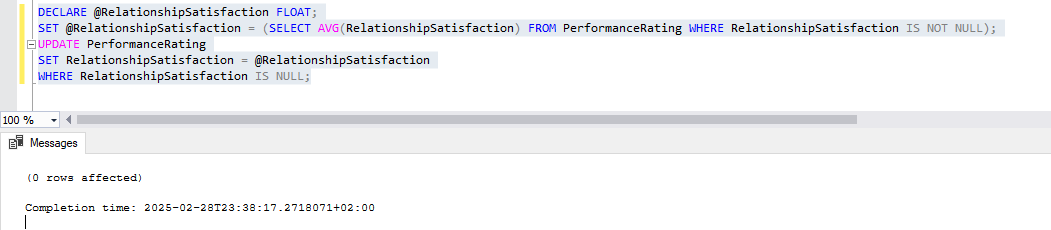 DECLARE @RelationshipSatisfaction FLOAT;
SET @RelationshipSatisfaction = (SELECT AVG(RelationshipSatisfaction) FROM PerformanceRating WHERE RelationshipSatisfaction IS NOT NULL);
UPDATE PerformanceRating
SET RelationshipSatisfaction = @RelationshipSatisfaction
WHERE RelationshipSatisfaction IS NULL;
100 %
Messages
(0 rows affected)
Completion time: 2025-02-28T23:38:17.2718071+02:00